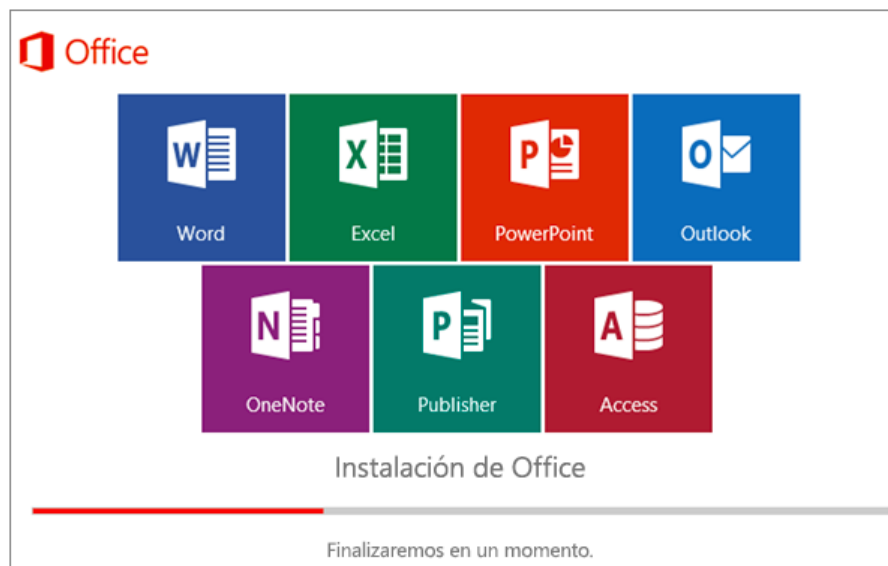 Office
Word Excel PowerPoint Outlook
OneNote Publisher Access
Instalación de Office
Finalizaremos en un momento.